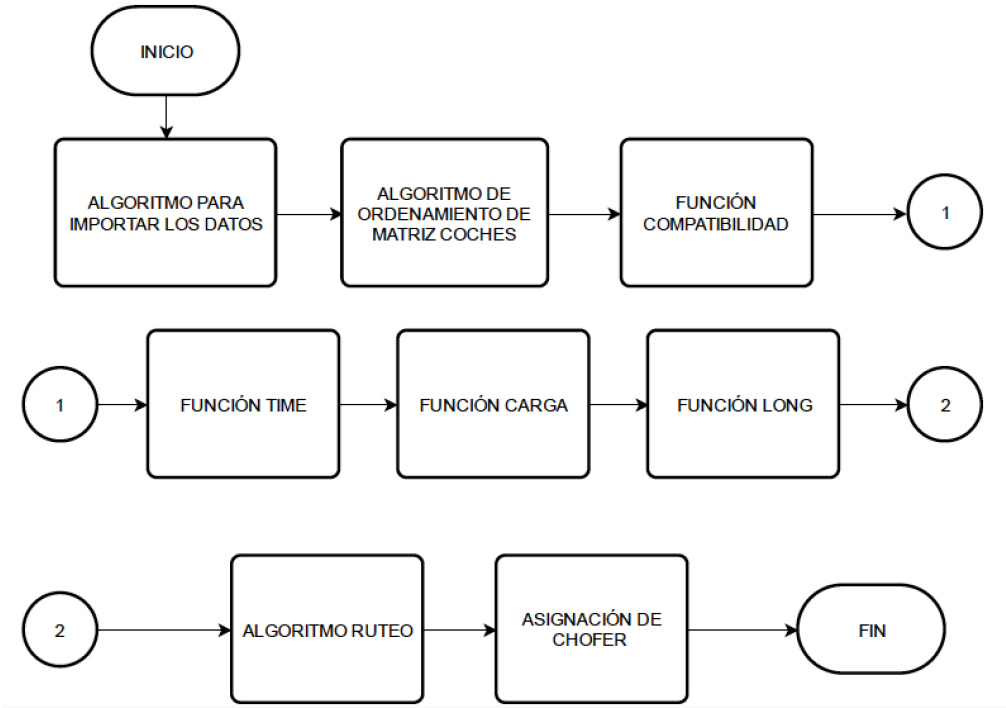 INICIO
ALGORITMO PARA
IMPORTAR LOS DATOS
ALGORITMO DE
ORDENAMIENTO DE
MATRIZ COCHES
FUNCIÓN
COMPATIBILIDAD
1
1
FUNCIÓN TIME
FUNCIÓN CARGA
FUNCIÓN LONG
2
2
ALGORITMO RUTEO
ASIGNACIÓN DE
CHOFER
FIN